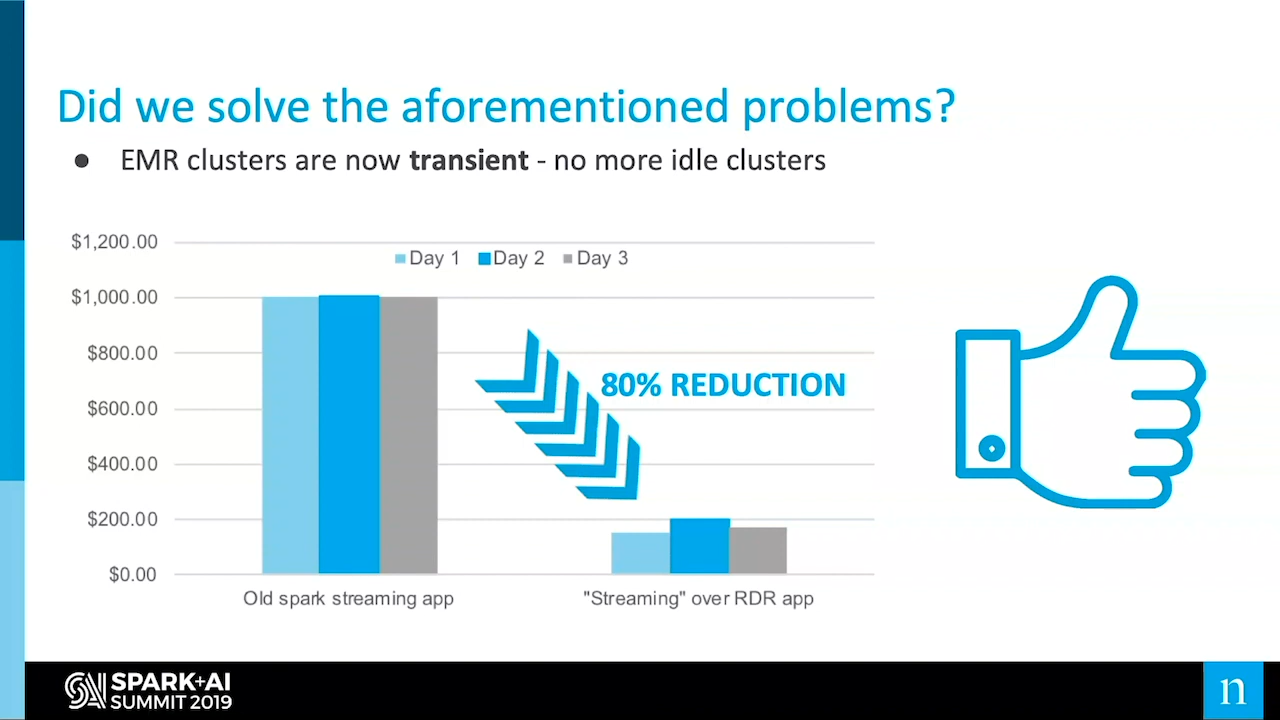 Did we solve the aforementioned problems?
● EMR clusters are now transient - no more idle clusters
$1,200.00
Day 1 Day 2 Day 3
$1,000.00
$800.00
80% REDUCTION
$600.00
$400.00
$200.00
$0.00
Old spark streaming app
"Streaming" over RDR app
SPARK+AI
SUMMIT 2019
n